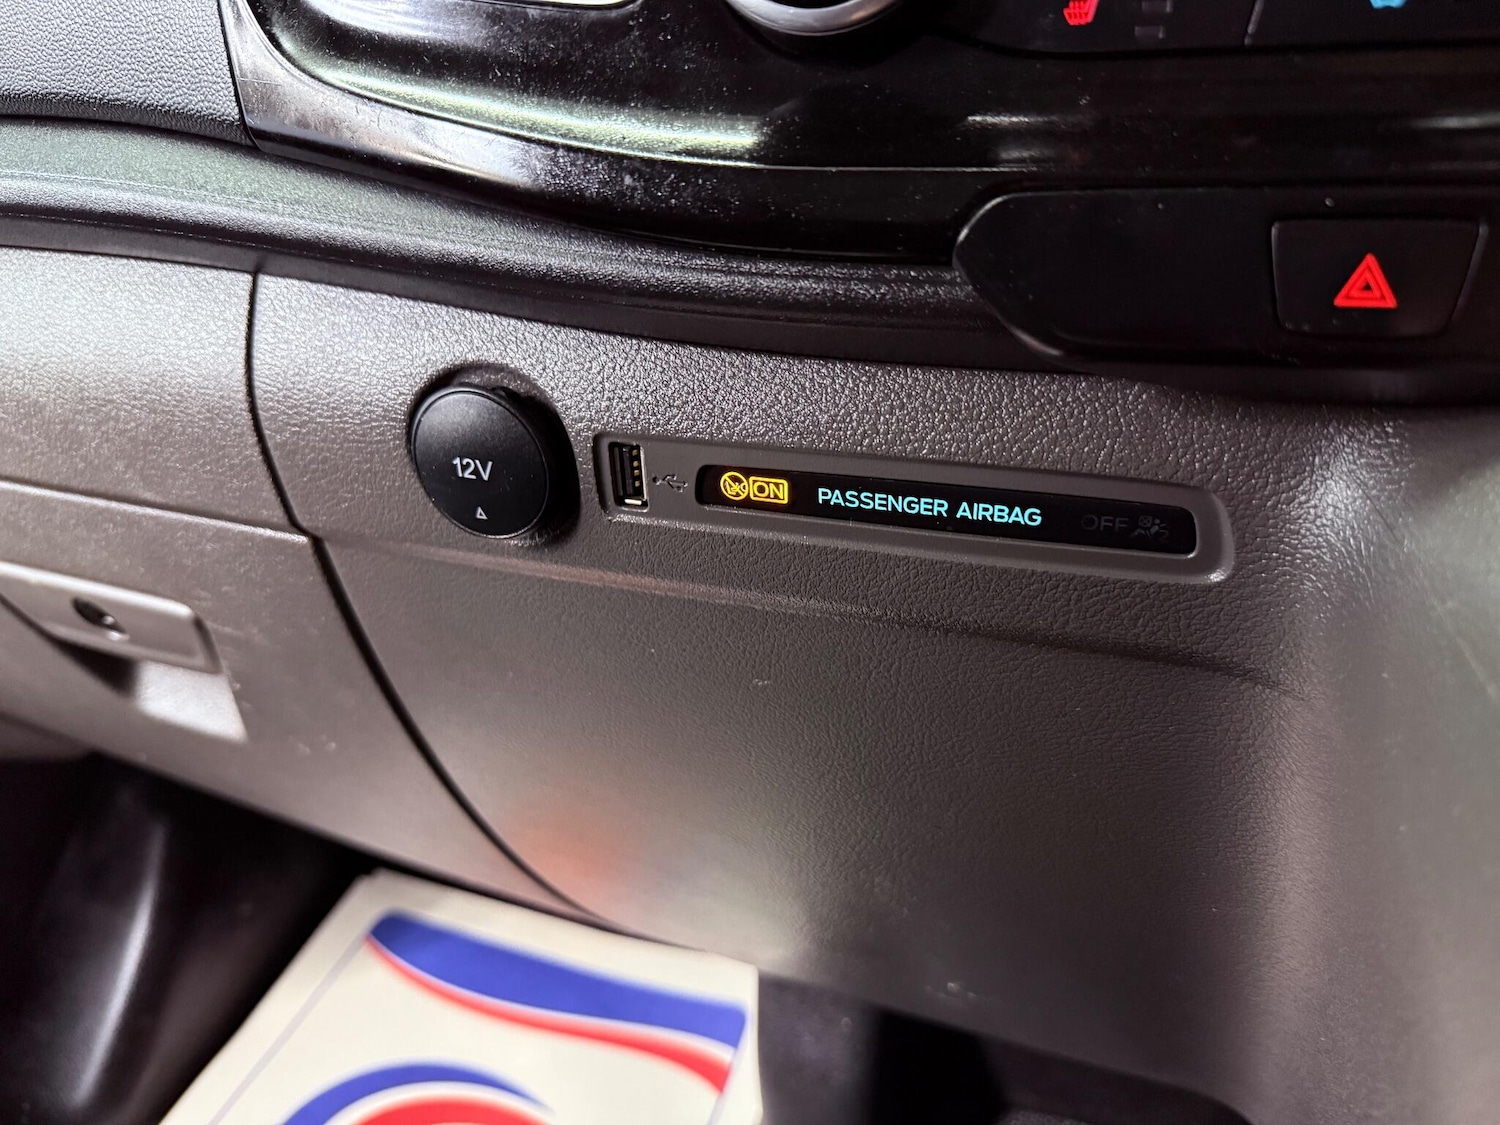 12V
ON PASSENGER AIRBAG OFF